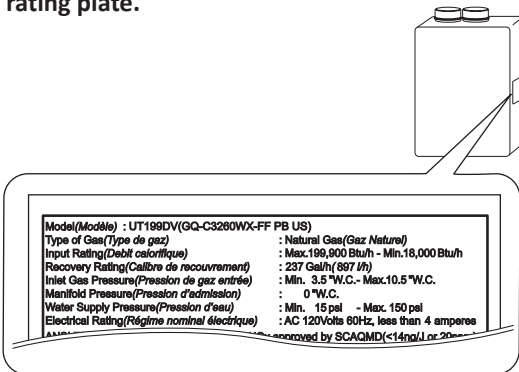 rating plate.
Model(Modèle) : UT199DV(GQ-C3260WX-FF PB US)
Type of Gas(Type de gaz) : Natural Gas(Gaz Naturel)
Input Rating(Debit calorifique) : Max.199,900 Btu/h - Min.18,000 Btu/h
Recovery Rating(Calibre de recouvrement) : 237 Gal/h( 897 l/h)
Inlet Gas Pressure(Pression de gaz entrée) : Min. 3.5 "W.C.- Max.10.5 "W.C.
Manifold Pressure(Pression d'admission) : 0 "W.C.
Water Supply Pressure(Pression d'eau) : Min. 15 psi - Max. 150 psi
Electrical Rating(Régime nominal électrique) : AC 120Volts 60Hz, less than 4 amperes
approved by SCAQMD(<14ng/J or